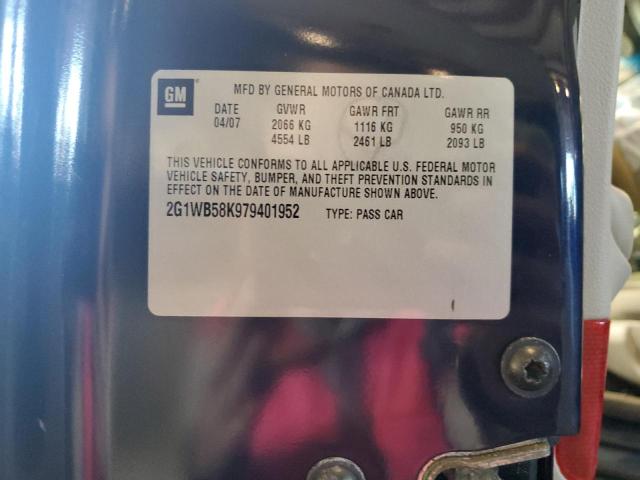 GM
MFD BY GENERAL MOTORS OF CANADA LTD.
DATE GVWR GAWR FRT GAWR RR
04/07 2066 KG 1116 KG 950 KG
4554 LB 2461 LB 2093 LB
THIS VEHICLE CONFORMS TO ALL APPLICABLE U.S. FEDERAL MOTOR
VEHICLE SAFETY, BUMPER, AND THEFT PREVENTION STANDARDS IN
EFFECT ON THE DATE OF MANUFACTURE SHOWN ABOVE.
2G1WB58K979401952 TYPE: PASS CAR